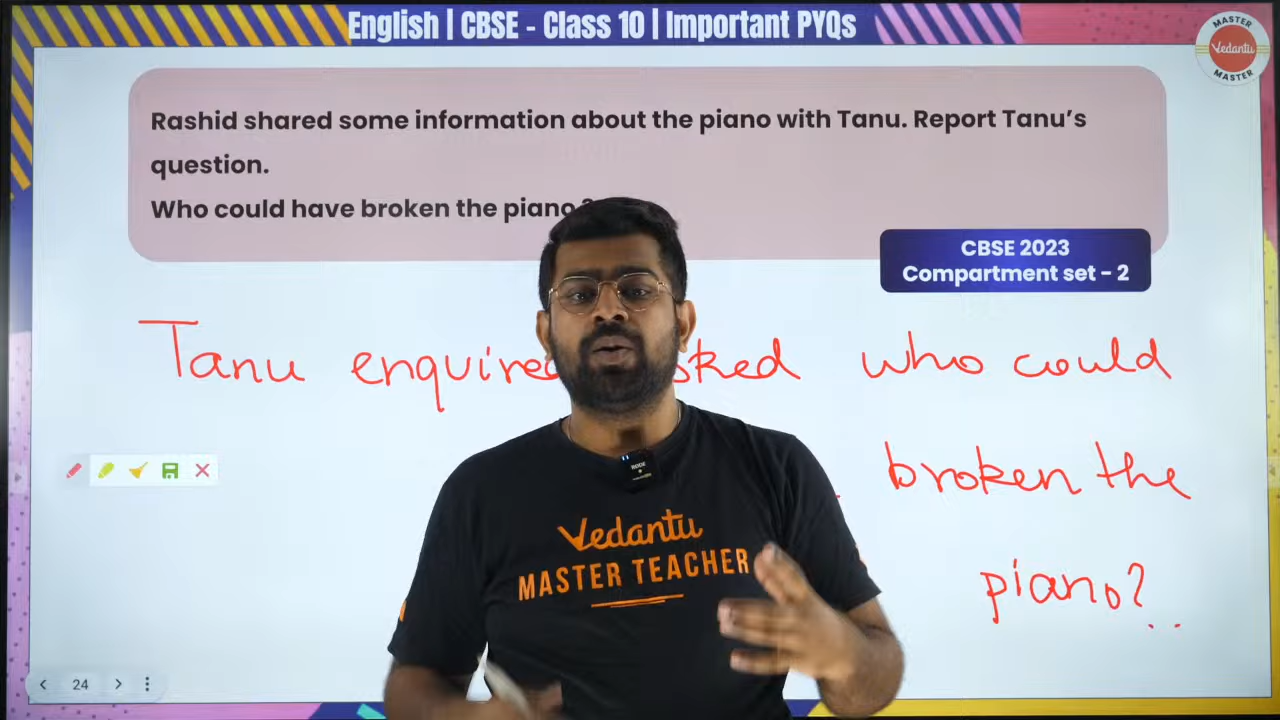 English | CBSE - Class 10 | Important PYQs
MASTER
Vedantu
MASTER
Rashid shared some information about the piano with Tanu. Report Tanu's
question.
Who could have broken the piano?
CBSE 2023
Compartment set - 2
Tanu enquired who could
broken the
piano?
Vedantu
MASTER TEACHER
RODE
24